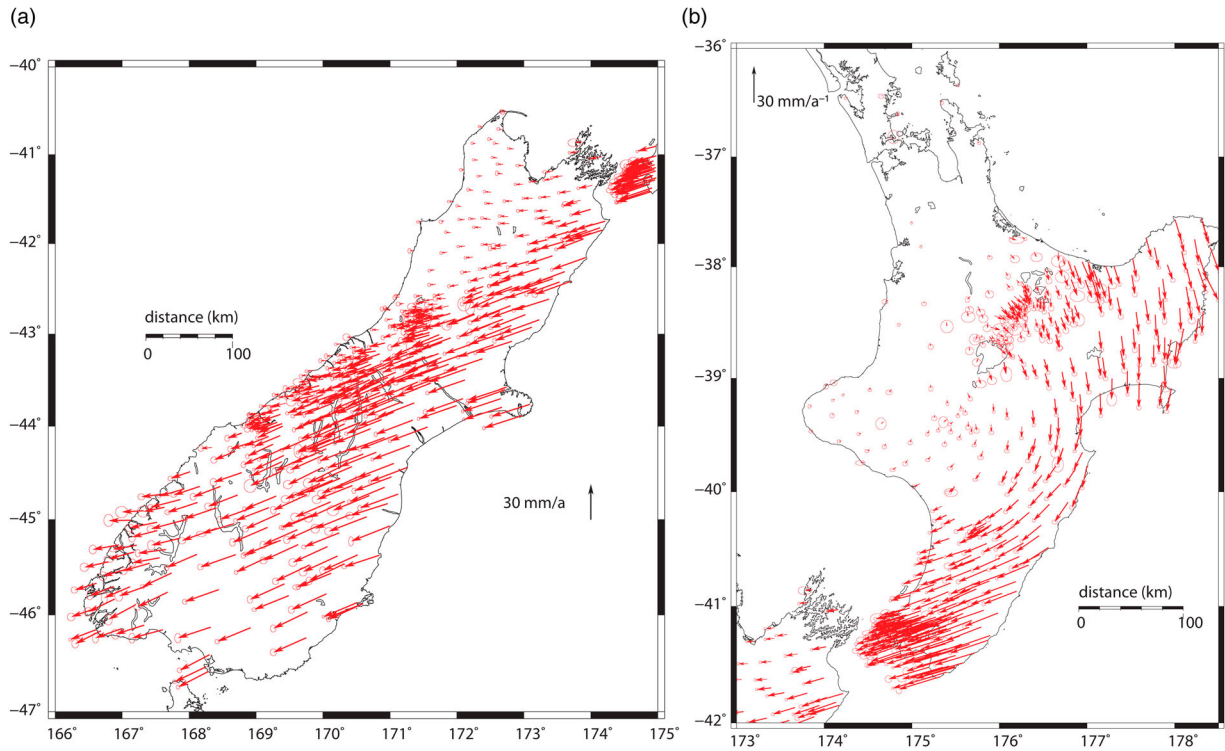 (a)
−40˚
−41˚
−42˚
−43˚
−44˚
−45˚
−46˚
−47˚
distance (km)
0 100
30 mm/a
166˚ 167˚ 168˚ 169˚ 170˚ 171˚ 172˚ 173˚ 174˚ 175˚
(b)
−36˚
30 mm/a⁻¹
−37˚
−38˚
−39˚
−40˚
−41˚
−42˚
distance (km)
0 100
173˚ 174˚ 175˚ 176˚ 177˚ 178˚